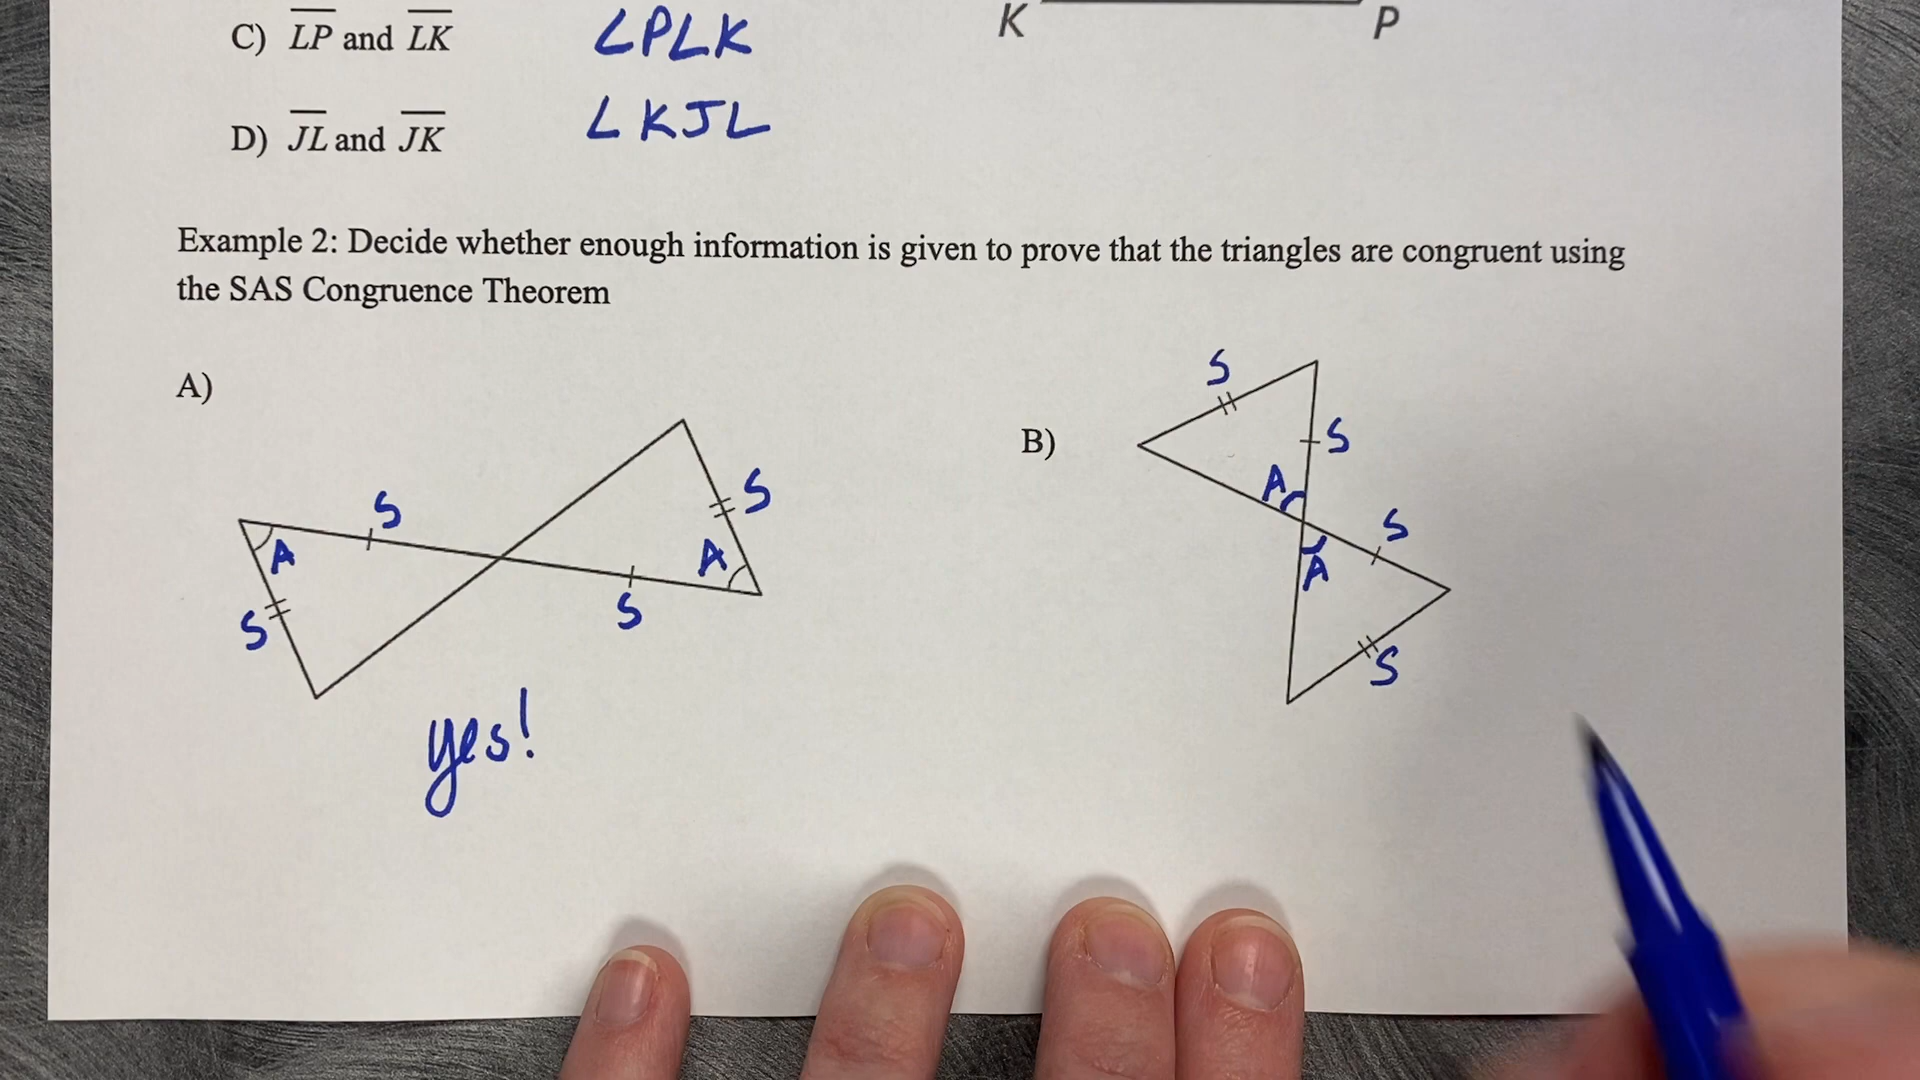 C) LP and LK ∠PLK
K P
D) JL and JK ∠KJL
Example 2: Decide whether enough information is given to prove that the triangles are congruent using
the SAS Congruence Theorem
A)
S
A
S
S
A
S
yes!
B)
S
S
A
S
A
S